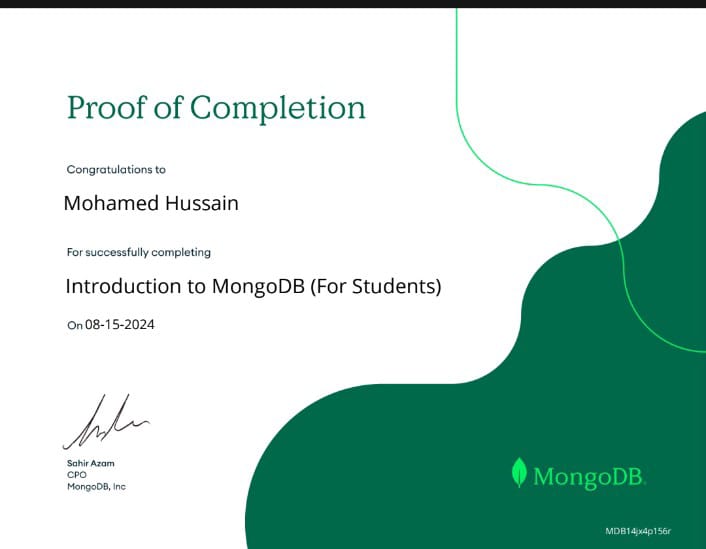 Proof of Completion
Congratulations to
Mohamed Hussain
For successfully completing
Introduction to MongoDB (For Students)
On 08-15-2024
Sahir Azam
CPO
MongoDB, Inc
MongoDB.
MDB14jx4p156r